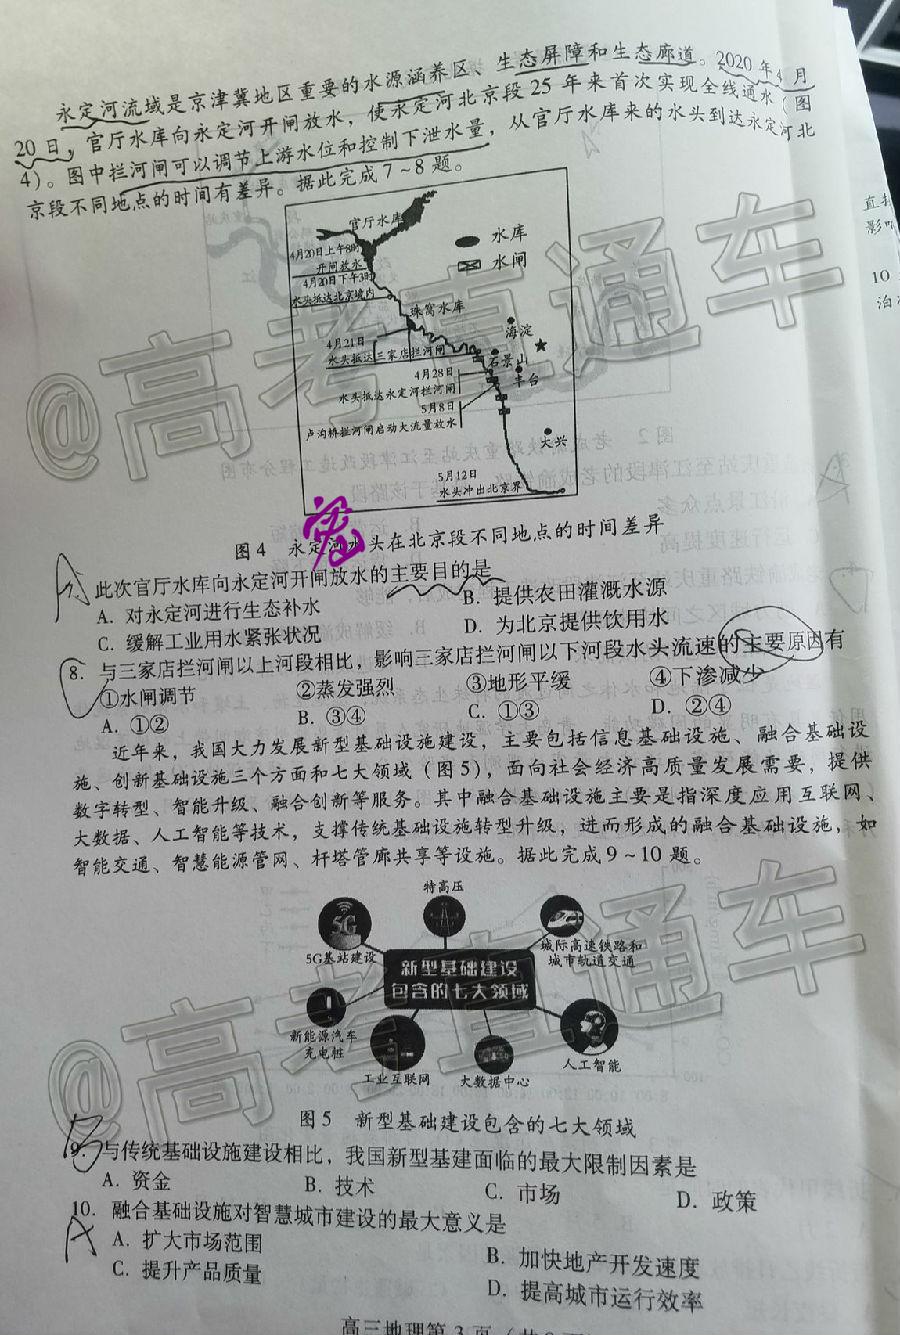 永定河流域是京津冀地区重要的水源涵养区、生态屏障和生态廊道。2020年4月
20日，官厅水库向永定河开闸放水，使永定河北京段25年来首次实现全线通水（图
4）。图中拦河闸可以调节上游水位和控制下泄水量，从官厅水库来的水头到达永定河北
京段不同地点的时间有差异。据此完成7～8题。
官厅水库
水库
水闸
4月20日上午8时
开闸放水
4月20日下午3时
水头抵达北京境内
珠窝水库
海淀
4月21日
水头抵达三家店拦河闸
石景山
4月28日
丰台
水头抵达永定河拦河闸
5月8日
卢沟桥拦河闸启动大流量放水
大兴
5月12日
水头冲出北京界
图4 永定河水头在北京段不同地点的时间差异
A
此次官厅水库向永定河开闸放水的主要目的是
A. 对永定河进行生态补水
B. 提供农田灌溉水源
C. 缓解工业用水紧张状况
D. 为北京提供饮用水
8. 与三家店拦河闸以上河段相比，影响三家店拦河闸以下河段水头流速的主要原因有
①水闸调节 ②蒸发强烈 ③地形平缓 ④下渗减少
A. ①② B. ③④ C. ①③ D. ②④
近年来，我国大力发展新型基础设施建设，主要包括信息基础设施、融合基础设
施、创新基础设施三个方面和七大领域（图5），面向社会经济高质量发展需要，提供
数字转型、智能升级、融合创新等服务。其中融合基础设施主要是指深度应用互联网、
大数据、人工智能等技术，支撑传统基础设施转型升级，进而形成的融合基础设施，如
智能交通、智慧能源管网、杆塔管廊共享等设施。据此完成9～10题。
特高压
5G
5G基站建设
城际高速铁路和
城市轨道交通
新型基础建设
包含的七大领域
新能源汽车
充电桩
工业互联网
大数据中心
人工智能
图5 新型基础建设包含的七大领域
B
9. 与传统基础设施建设相比，我国新型基建面临的最大限制因素是
A. 资金 B. 技术 C. 市场 D. 政策
10. 融合基础设施对智慧城市建设的最大意义是
A
A. 扩大市场范围
B. 加快地产开发速度
C. 提升产品质量
D. 提高城市运行效率
高三地理第3页
@高考直通车
@高考直通车